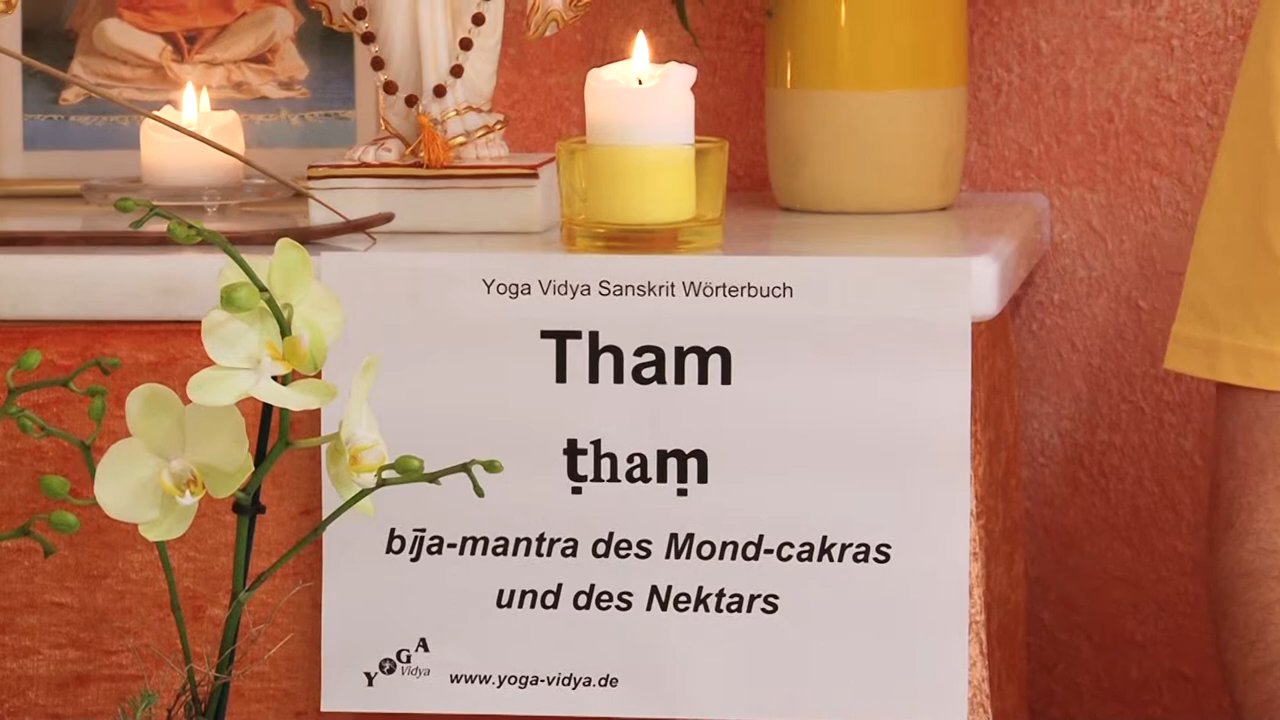 Yoga Vidya Sanskrit Wörterbuch
Tham
ṭhaṃ
bīja-mantra des Mond-cakras
und des Nektars
YOGA Vidya
www.yoga-vidya.de